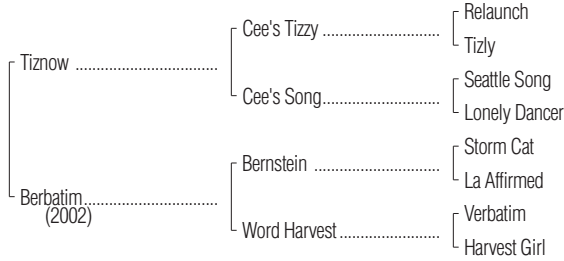 Relaunch
Cee's Tizzy ..............................
Tizly
Tiznow ....................................
Seattle Song
Cee's Song..............................
Lonely Dancer
Storm Cat
Bernstein ................................
La Affirmed
Berbatim..................................
(2002)
Verbatim
Word Harvest.........................
Harvest Girl